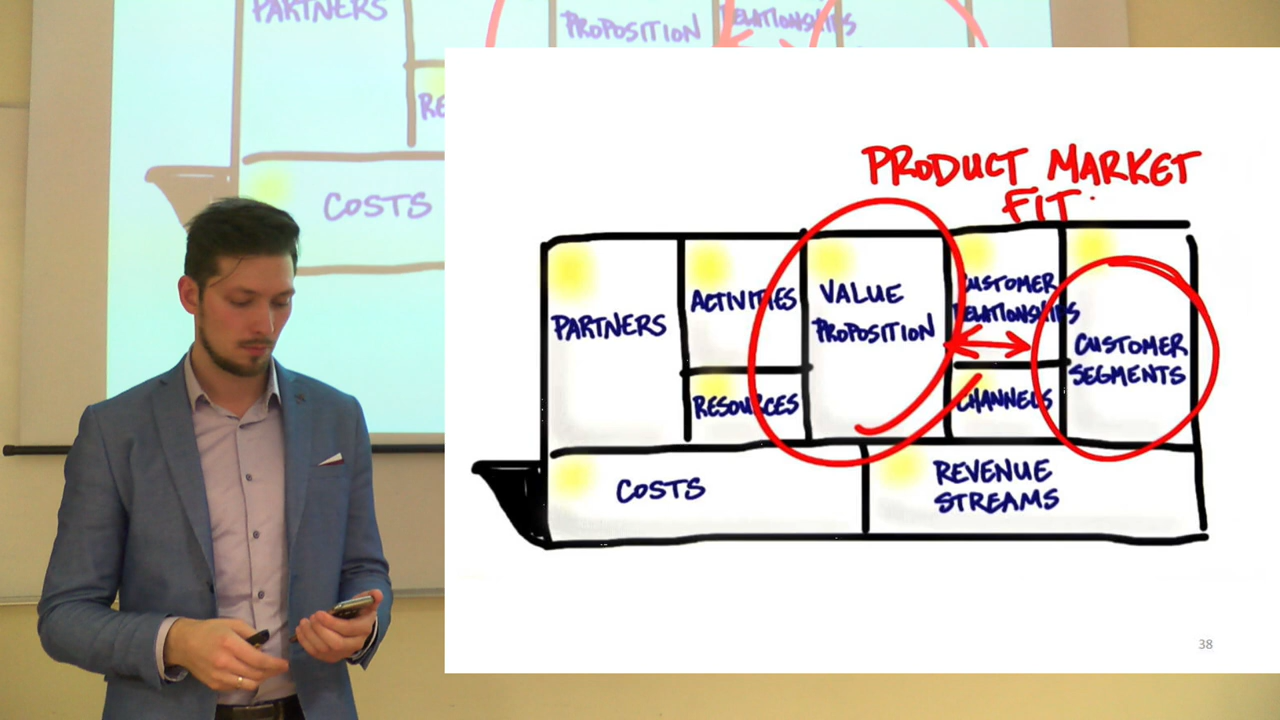 PARTNERS
PROPOSITION
RELATIONSHIPS
RE
COSTS
PRODUCT MARKET
FIT
PARTNERS
ACTIVITIES
RESOURCES
VALUE
PROPOSITION
CUSTOMER
RELATIONSHIPS
CHANNELS
CUSTOMER
SEGMENTS
COSTS
REVENUE
STREAMS
38